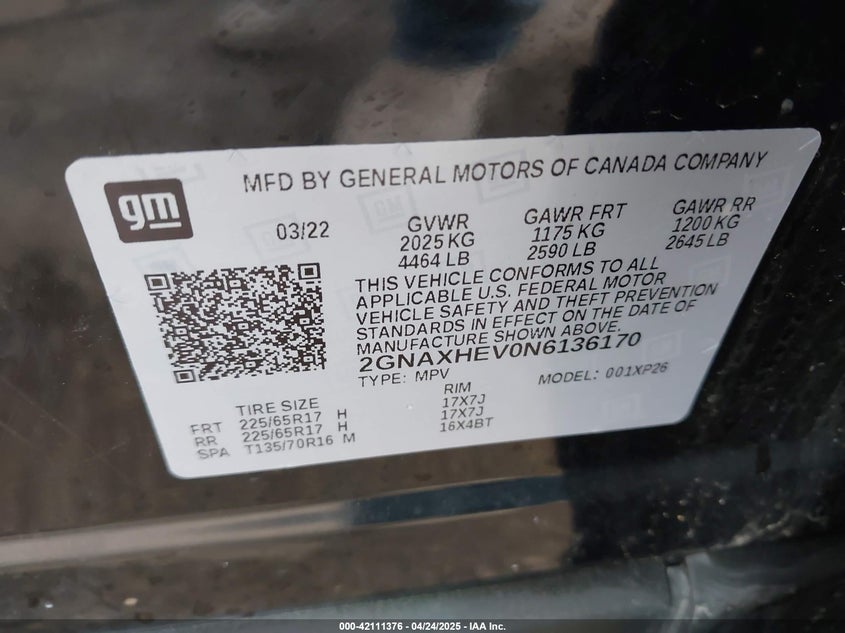 gm
MFD BY GENERAL MOTORS OF CANADA COMPANY
03/22
GVWR
2025 KG
4464 LB
GAWR FRT
1175 KG
2590 LB
GAWR RR
1200 KG
2645 LB
THIS VEHICLE CONFORMS TO ALL
APPLICABLE U.S. FEDERAL MOTOR
VEHICLE SAFETY AND THEFT PREVENTION
STANDARDS IN EFFECT ON THE DATE OF
MANUFACTURE SHOWN ABOVE.
2GNAXHEV0N6136170
TYPE: MPV
MODEL: 001XP26
TIRE SIZE RIM
FRT 225/65R17 H 17X7J
RR 225/65R17 H 17X7J
SPA T135/70R16 M 16X4BT
000-42111376 - 04/24/2025 - IAA Inc.